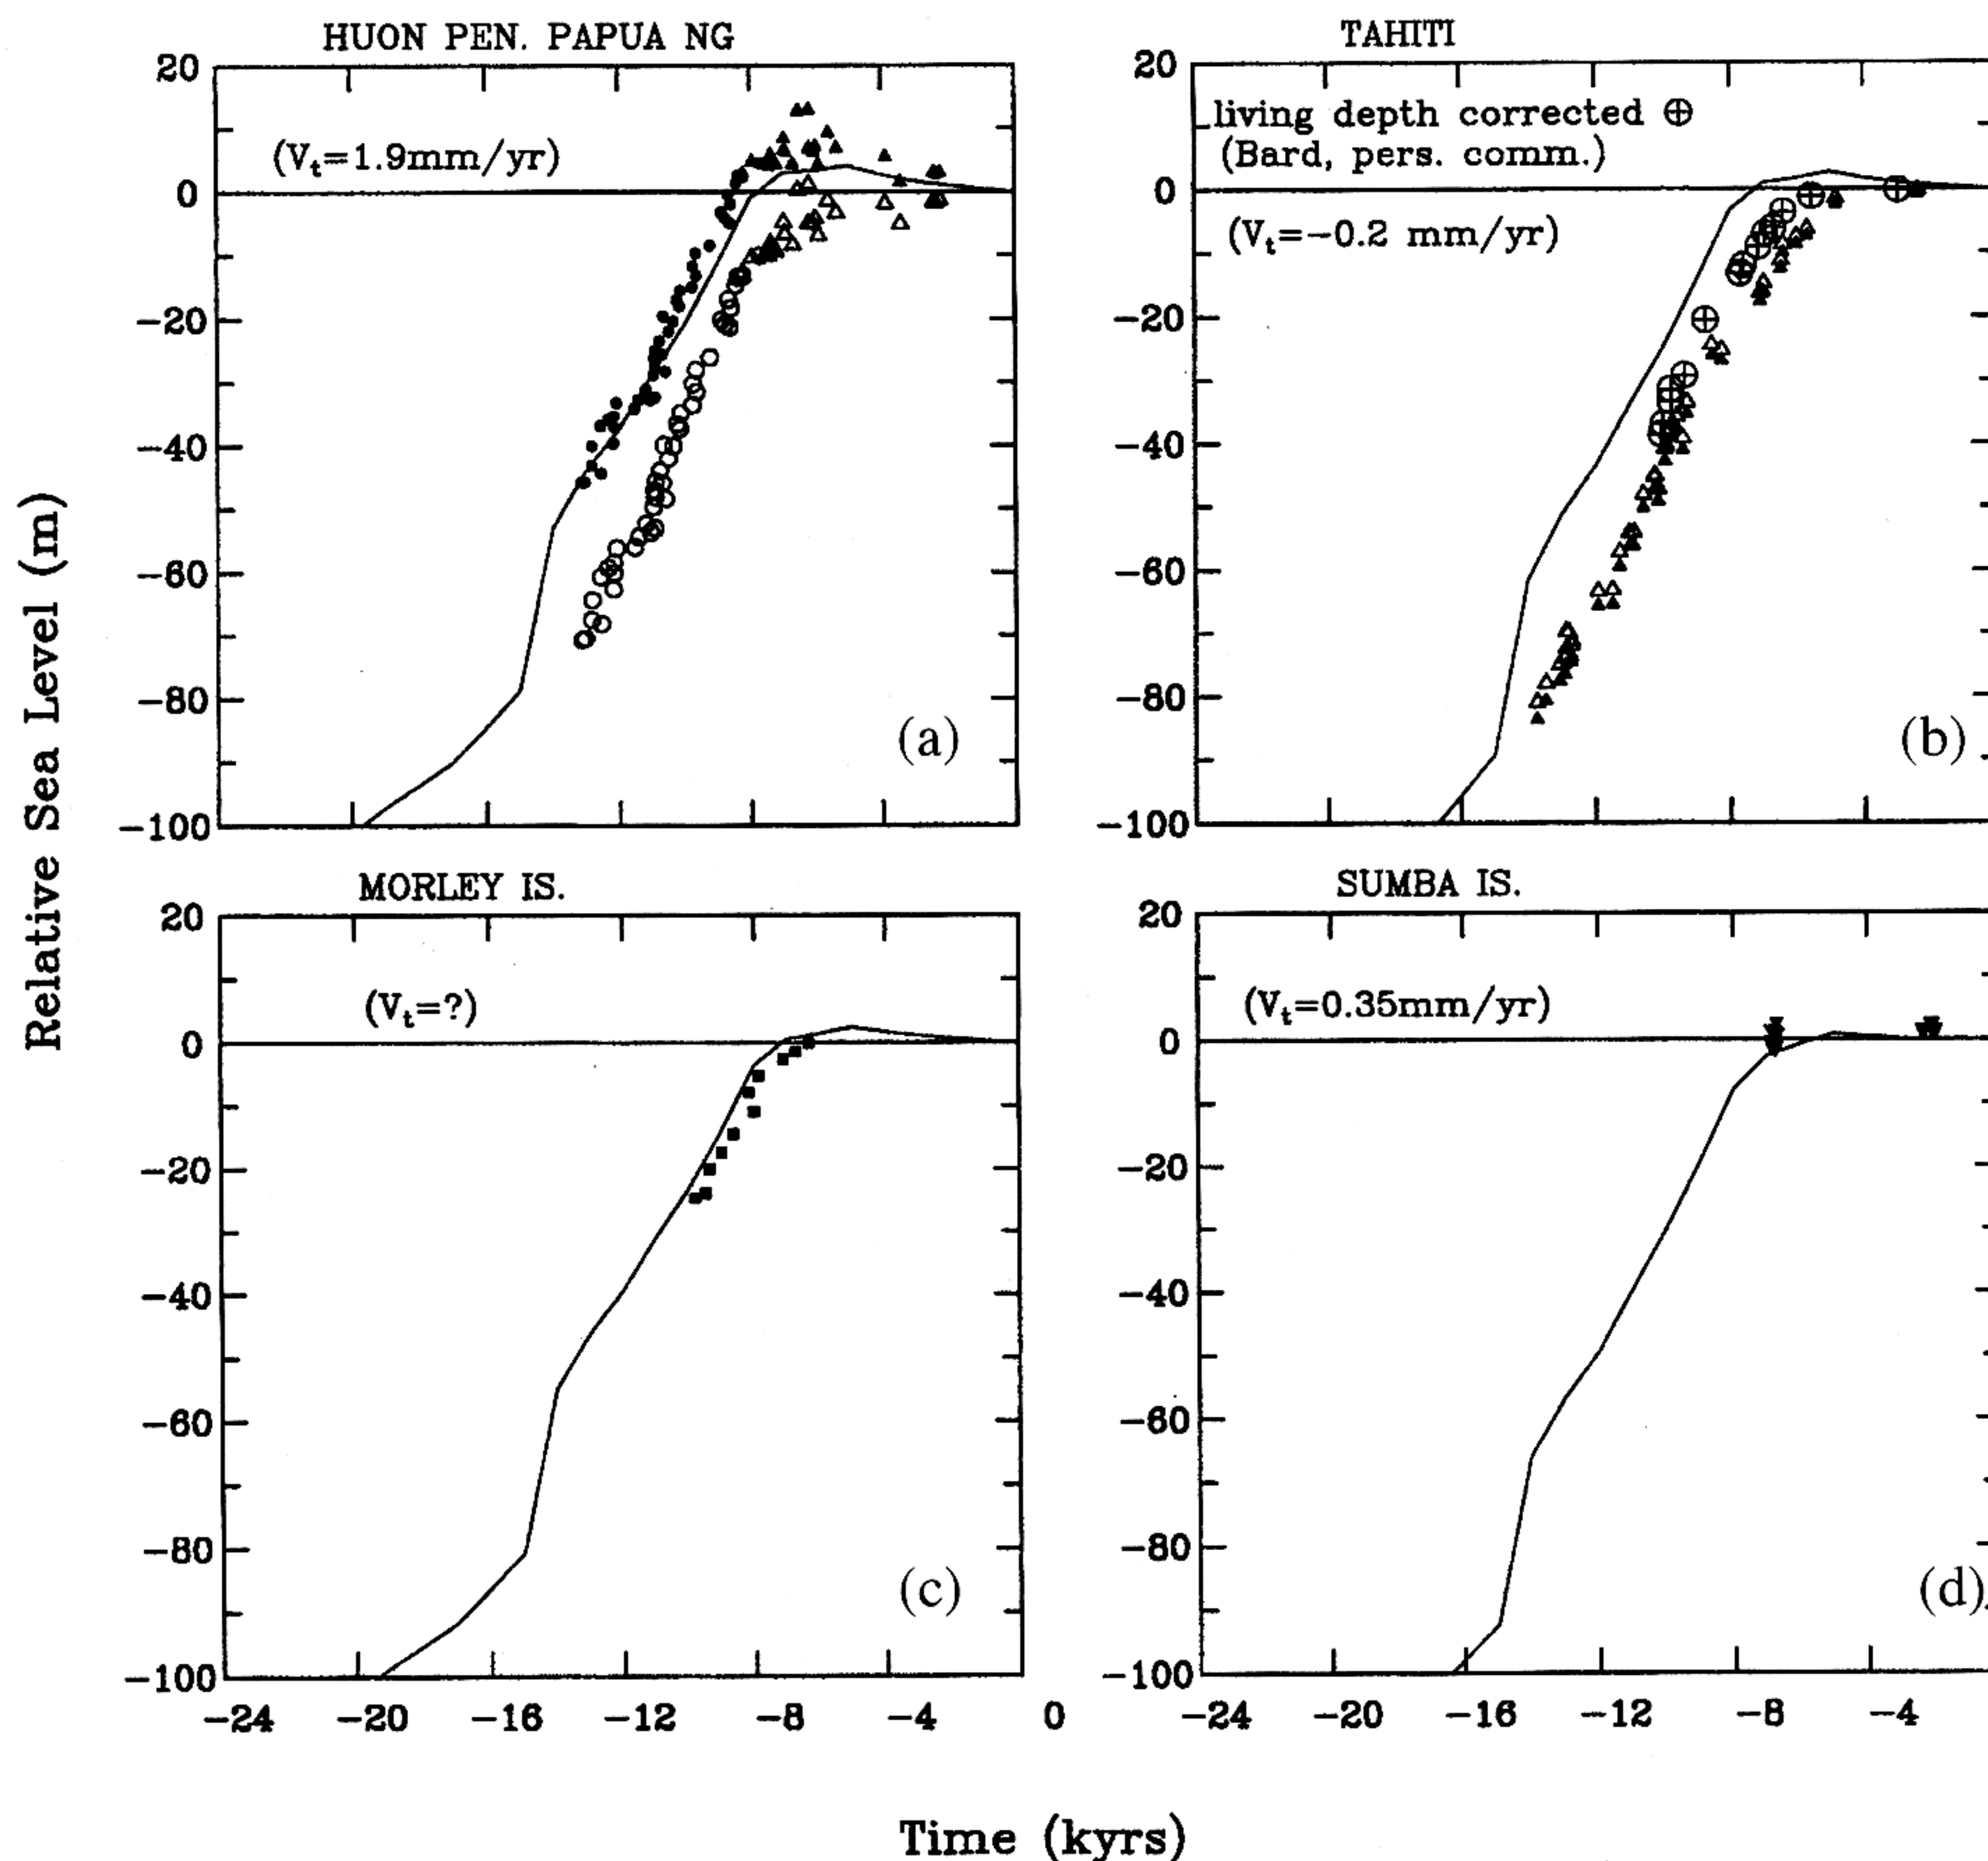 HUON PEN. PAPUA NG
20
0
−20
−40
−60
−80
−100
(Vt=1.9mm/yr)
(a)
TAHITI
20
0
−20
−40
−60
−80
−100
living depth corrected ⊕
(Bard, pers. comm.)
(Vt=−0.2 mm/yr)
(b)
Relative Sea Level (m)
MORLEY IS.
20
0
−20
−40
−60
−80
−100
(Vt=?)
(c)
−24 −20 −16 −12 −8 −4 0
SUMBA IS.
20
0
−20
−40
−60
−80
−100
(Vt=0.35mm/yr)
(d)
−24 −20 −16 −12 −8 −4
Time (kyrs)